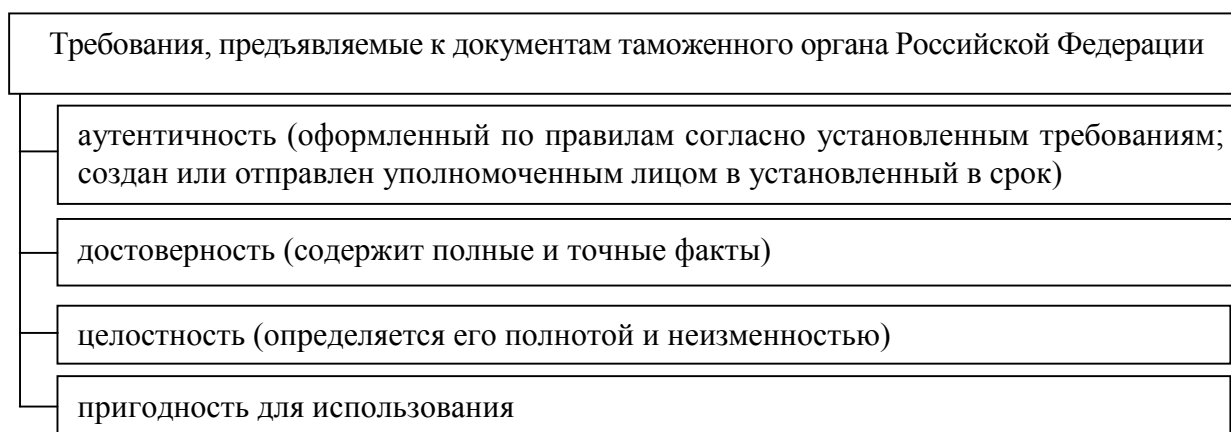 Требования, предъявляемые к документам таможенного органа Российской Федерации
аутентичность (оформленный по правилам согласно установленным требованиям;
создан или отправлен уполномоченным лицом в установленный в срок)
достоверность (содержит полные и точные факты)
целостность (определяется его полнотой и неизменностью)
пригодность для использования